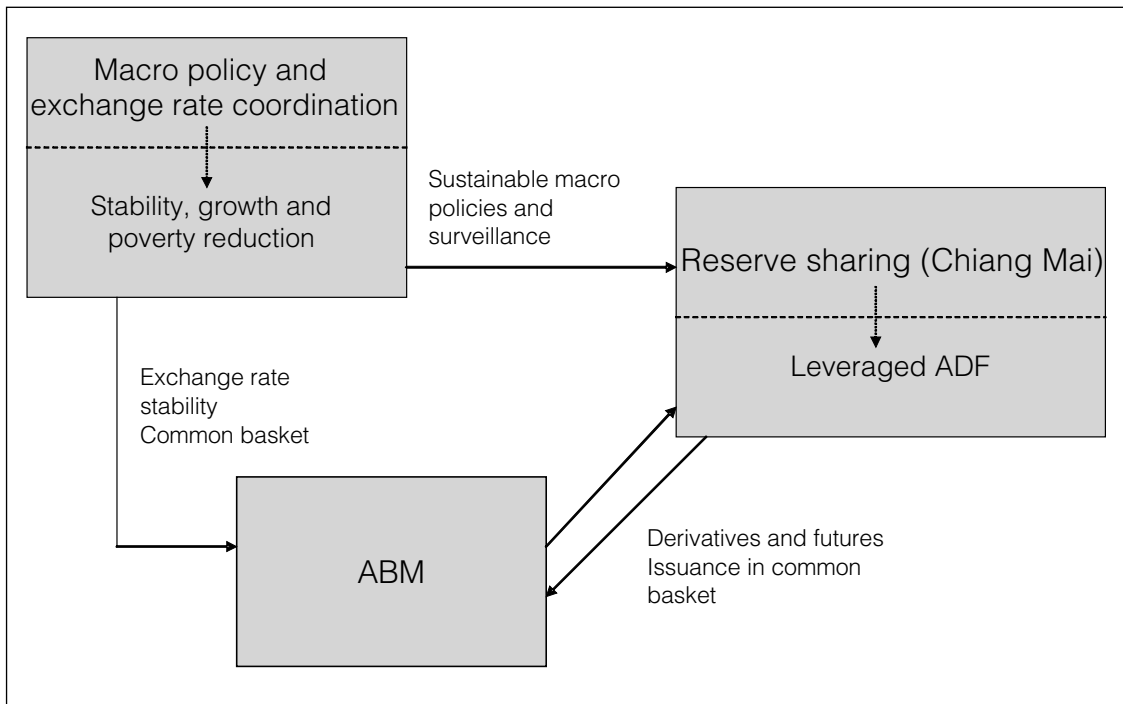 Macro policy and
exchange rate coordination
Stability, growth and
poverty reduction
Sustainable macro
policies and
surveillance
Reserve sharing (Chiang Mai)
Leveraged ADF
Exchange rate
stability
Common basket
ABM
Derivatives and futures
Issuance in common
basket